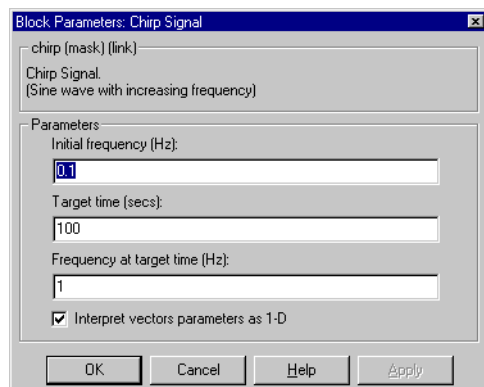 Block Parameters: Chirp Signal
chirp (mask) (link)
Chirp Signal.
(Sine wave with increasing frequency)
Parameters
Initial frequency (Hz):
0.1
Target time (secs):
100
Frequency at target time (Hz):
1
Interpret vectors parameters as 1-D
OK Cancel Help Apply